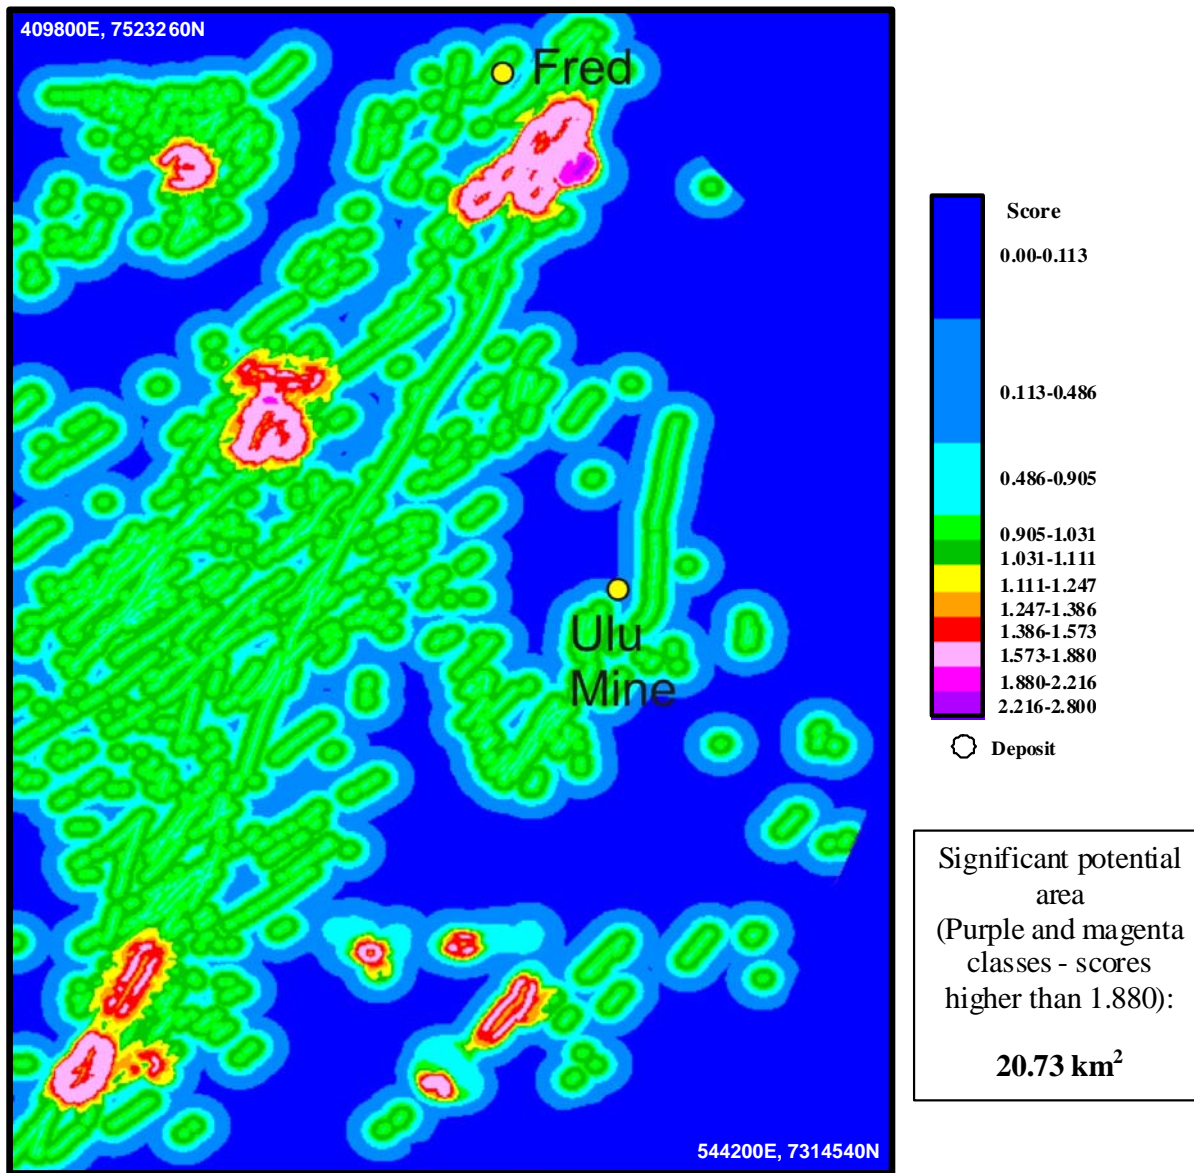 409800E, 7523260N
Fred
Ulu
Mine
544200E, 7314540N
Score
0.00-0.113
0.113-0.486
0.486-0.905
0.905-1.031
1.031-1.111
1.111-1.247
1.247-1.386
1.386-1.573
1.573-1.880
1.880-2.216
2.216-2.800
Deposit
Significant potential
area
(Purple and magenta
classes - scores
higher than 1.880):
20.73 km²